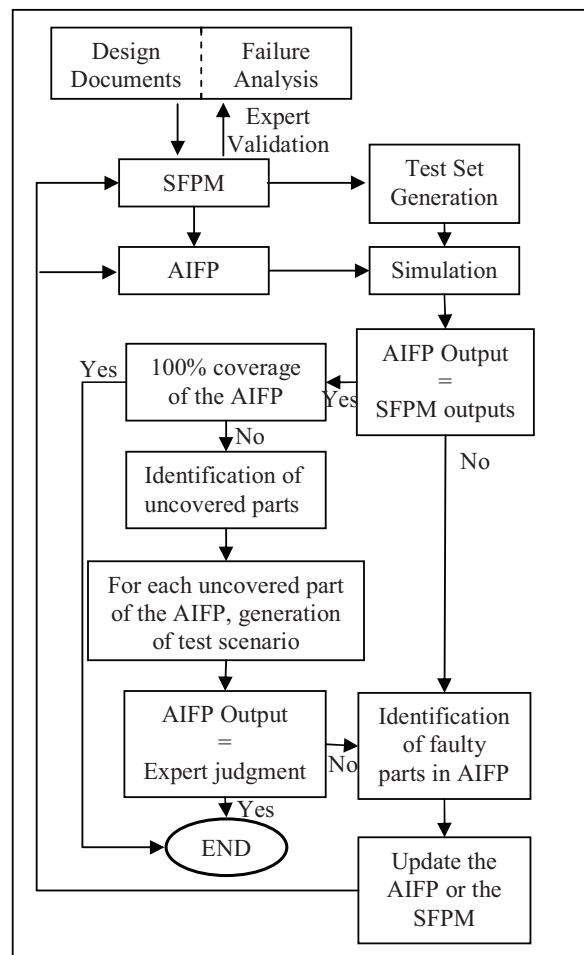 Design
Documents
Failure
Analysis
Expert
Validation
SFPM
Test Set
Generation
AIFP
Simulation
AIFP Output
=
SFPM outputs
Yes
100% coverage
of the AIFP
Yes
No
No
Identification of
uncovered parts
For each uncovered part
of the AIFP, generation
of test scenario
AIFP Output
=
Expert judgment
No
Identification
of faulty
parts in AIFP
Yes
END
Update the
AIFP or the
SFPM